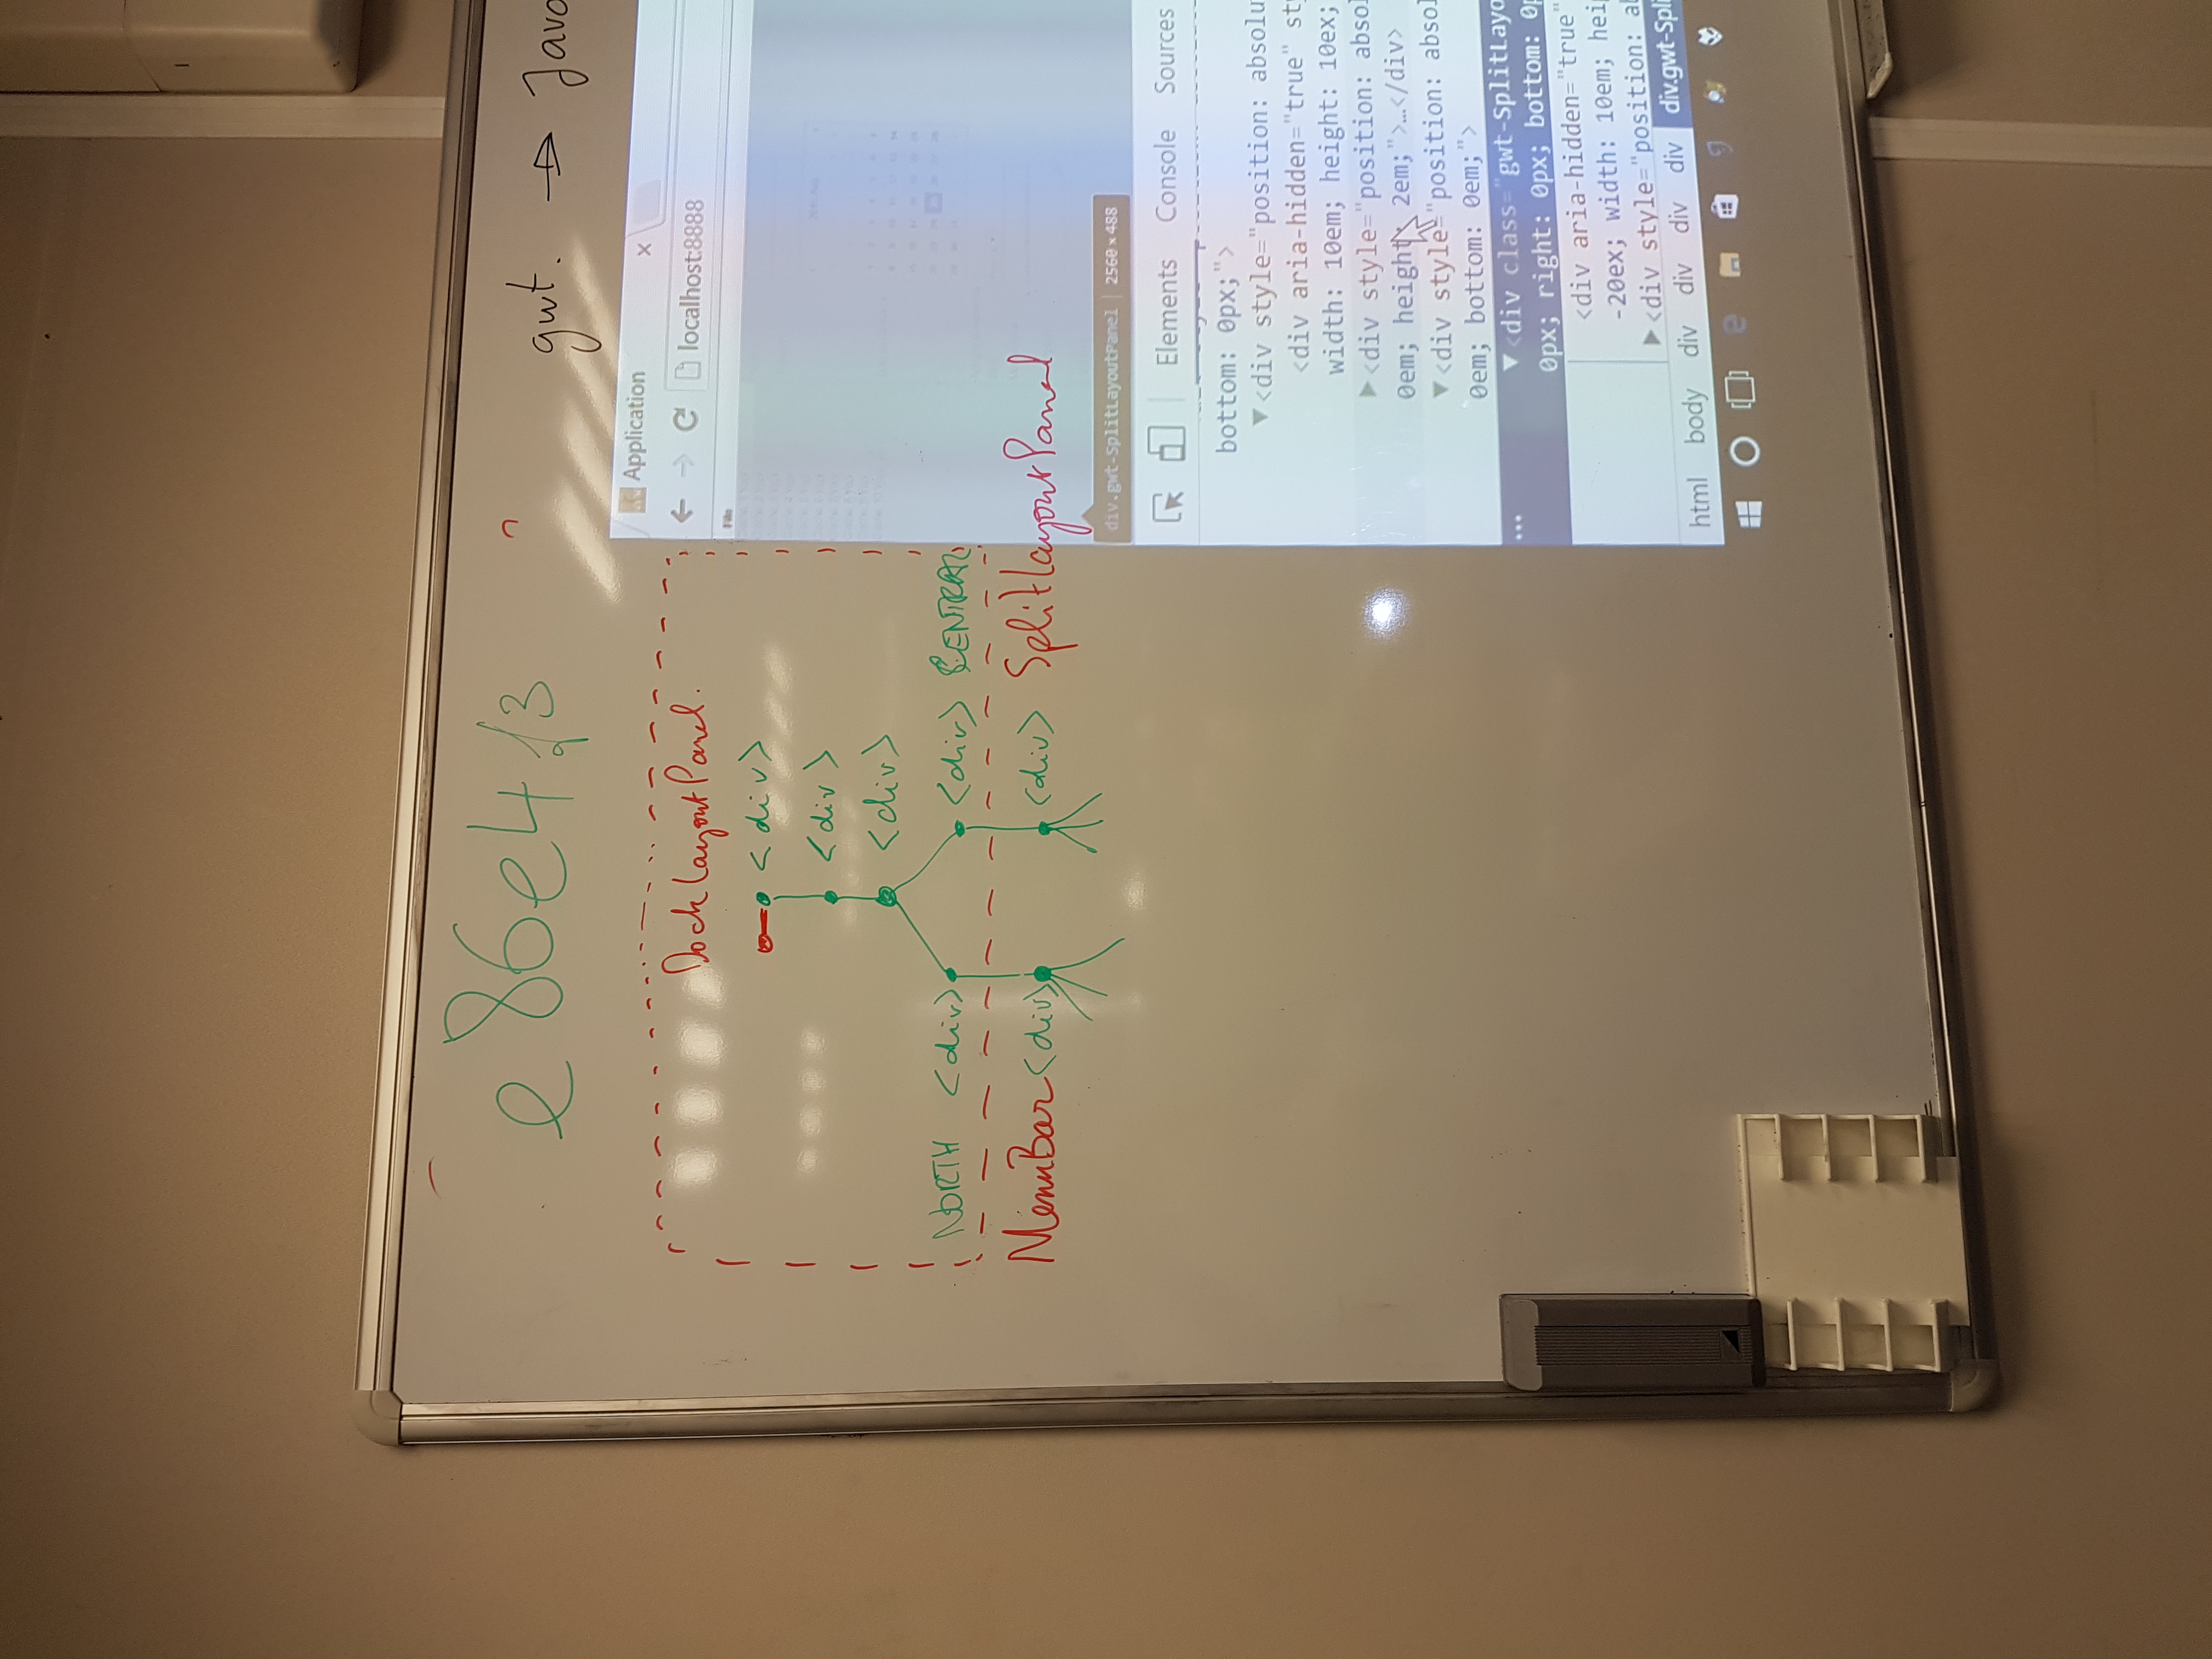 e86e4f3
gwt. → Java
DockLayoutPanel.
<div>
<div>
<div>
NORTH <div> <div> CENTRAL
MenuBar <div> <div> SplitLayoutPanel
Application
localhost:8888
File
div.gwt-SplitLayoutPanel | 2560 × 488
Elements Console Sources
bottom: 0px;">
▼<div style="position: absolu
<div aria-hidden="true" sty
width: 10em; height: 10ex;
▶<div style="position: absol
0em; height: 2em;">…</div>
▼<div style="position: absol
0em; bottom: 0em;">
▼<div class="gwt-SplitLayo
0px; right: 0px; bottom: 0p
<div aria-hidden="true"
-20ex; width: 10em; heig
▶<div style="position: al
html body div div div div div.gwt-Spli